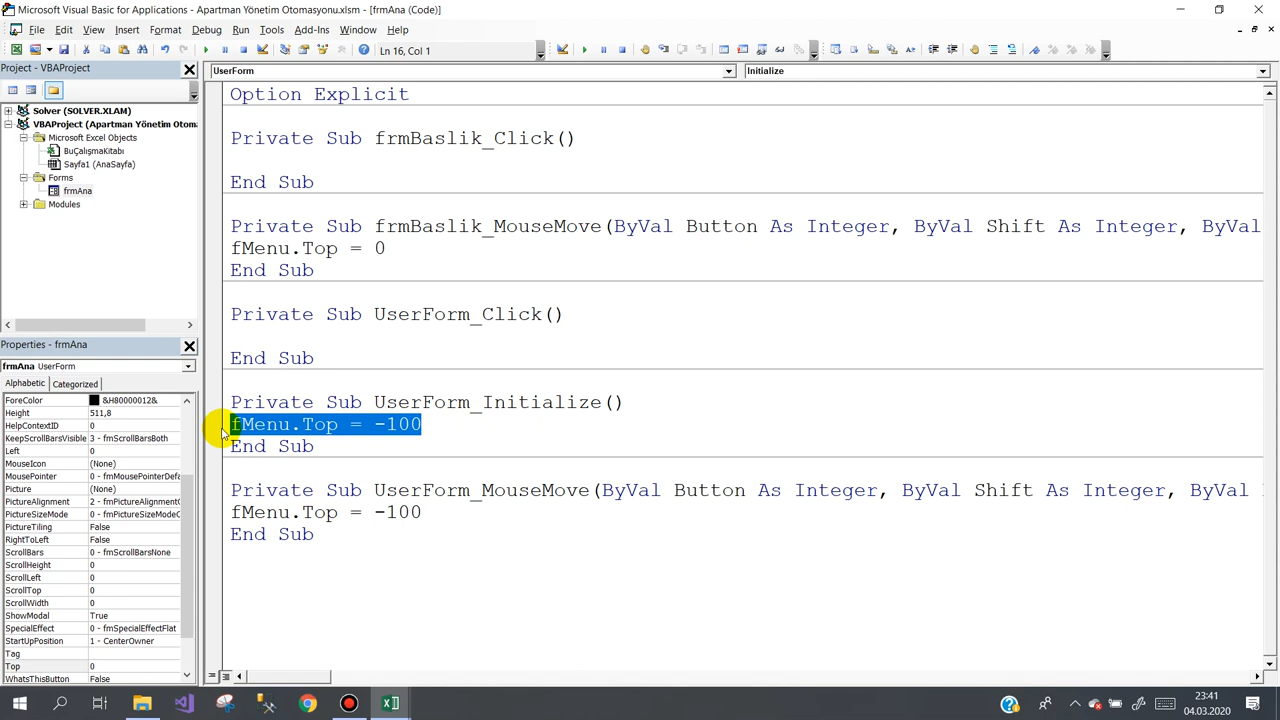 Microsoft Visual Basic for Applications - Apartman Yönetim Otomasyonu.xlsm - [frmAna (Code)]
File Edit View Insert Format Debug Run Tools Add-Ins Window Help
Ln 16, Col 1
Project - VBAProject
Solver (SOLVER.XLAM)
VBAProject (Apartman Yönetim Otoma
Microsoft Excel Objects
BuÇalışmaKitabı
Sayfa1 (AnaSayfa)
Forms
frmAna
Modules
Properties - frmAna
frmAna UserForm
Alphabetic Categorized
ForeColor &H80000012&
Height 511,8
HelpContextID 0
KeepScrollBarsVisible 3 - fmScrollBarsBoth
Left 0
MouseIcon (None)
MousePointer 0 - fmMousePointerDefa
Picture (None)
PictureAlignment 2 - fmPictureAlignmentC
PictureSizeMode 0 - fmPictureSizeModeC
PictureTiling False
RightToLeft False
ScrollBars 0 - fmScrollBarsNone
ScrollHeight 0
ScrollLeft 0
ScrollTop 0
ScrollWidth 0
ShowModal True
SpecialEffect 0 - fmSpecialEffectFlat
StartUpPosition 1 - CenterOwner
Tag
Top 0
WhatsThisButton False
UserForm Initialize
Option Explicit
Private Sub frmBaslik_Click()
End Sub
Private Sub frmBaslik_MouseMove(ByVal Button As Integer, ByVal Shift As Integer, ByVal
fMenu.Top = 0
End Sub
Private Sub UserForm_Click()
End Sub
Private Sub UserForm_Initialize()
fMenu.Top = -100
End Sub
Private Sub UserForm_MouseMove(ByVal Button As Integer, ByVal Shift As Integer, ByVal
fMenu.Top = -100
End Sub
23:41
04.03.2020